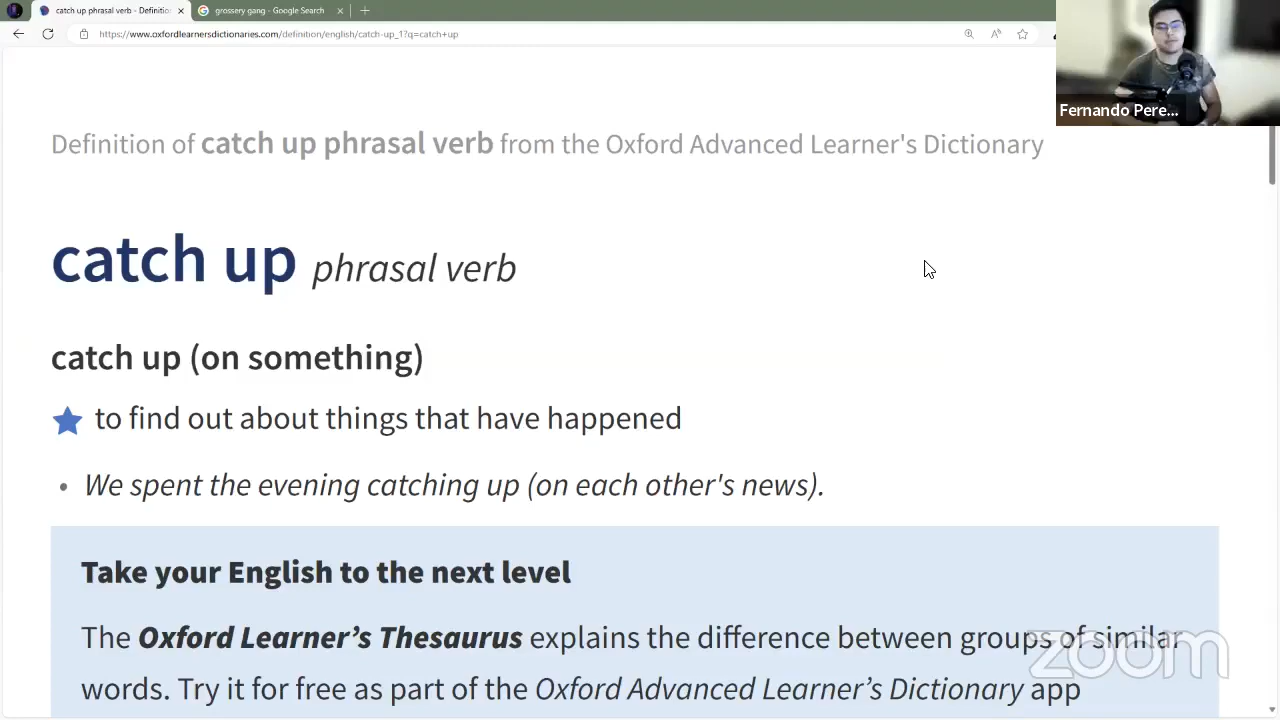 catch up phrasal verb - Definitio
grossery gang - Google Search
https://www.oxfordlearnersdictionaries.com/definition/english/catch-up_1?q=catch+up
Fernando Pere...
Definition of catch up phrasal verb from the Oxford Advanced Learner's Dictionary
catch up phrasal verb
catch up (on something)
to find out about things that have happened
• We spent the evening catching up (on each other's news).
Take your English to the next level
The Oxford Learner’s Thesaurus explains the difference between groups of similar
words. Try it for free as part of the Oxford Advanced Learner’s Dictionary app
zoom